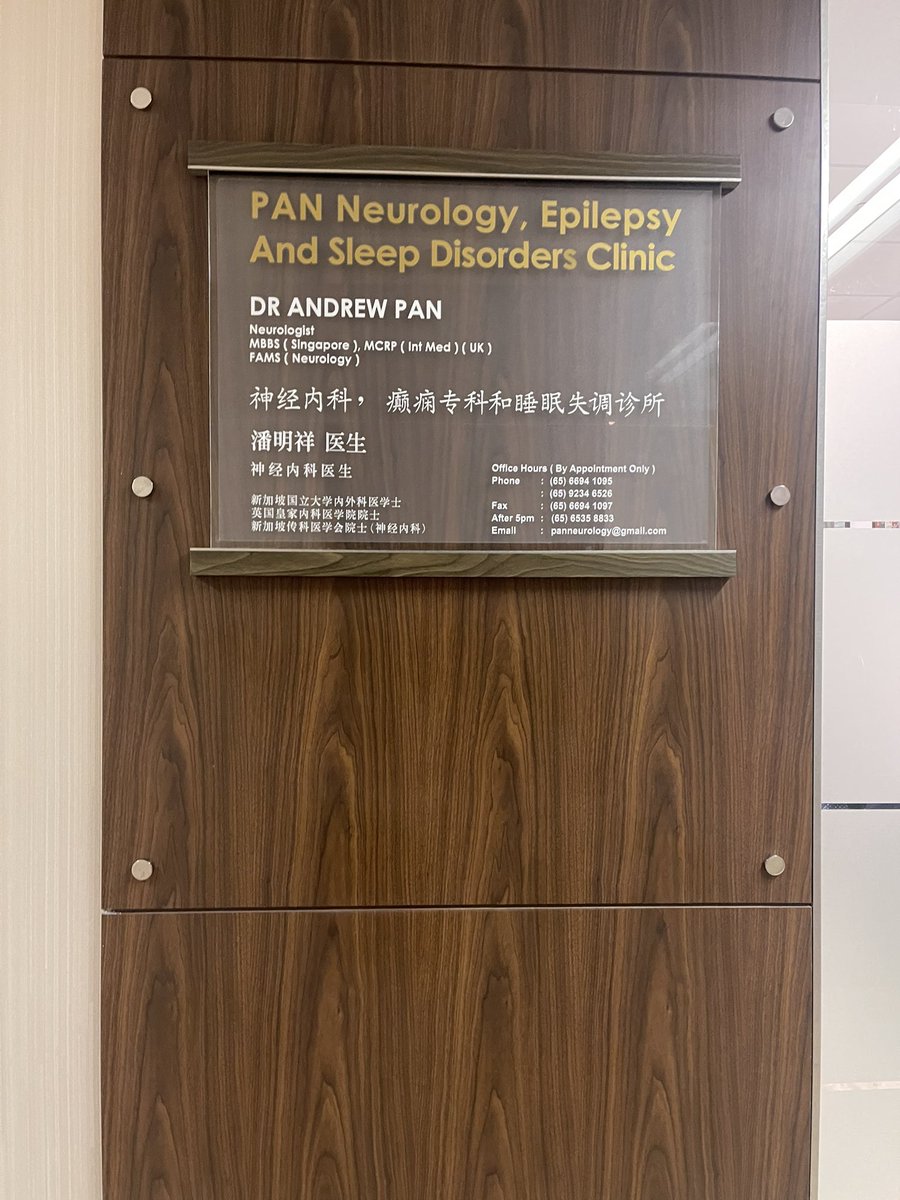 PAN Neurology, Epilepsy
And Sleep Disorders Clinic
DR ANDREW PAN
Neurologist
MBBS ( Singapore ), MCRP ( Int Med ) ( UK )
FAMS ( Neurology )
神经内科， 癫痫专科和睡眠失调诊所
潘明祥 医生
神经内科医生
新加坡国立大学内外科医学士
英国皇家内科医学院院士
新加坡传科医学会院士（神经内科）
Office Hours ( By Appointment Only )
Phone : (65) 6694 1095
: (65) 9234 6526
Fax : (65) 6694 1097
After 5pm : (65) 6535 8833
Email : panneurology@gmail.com